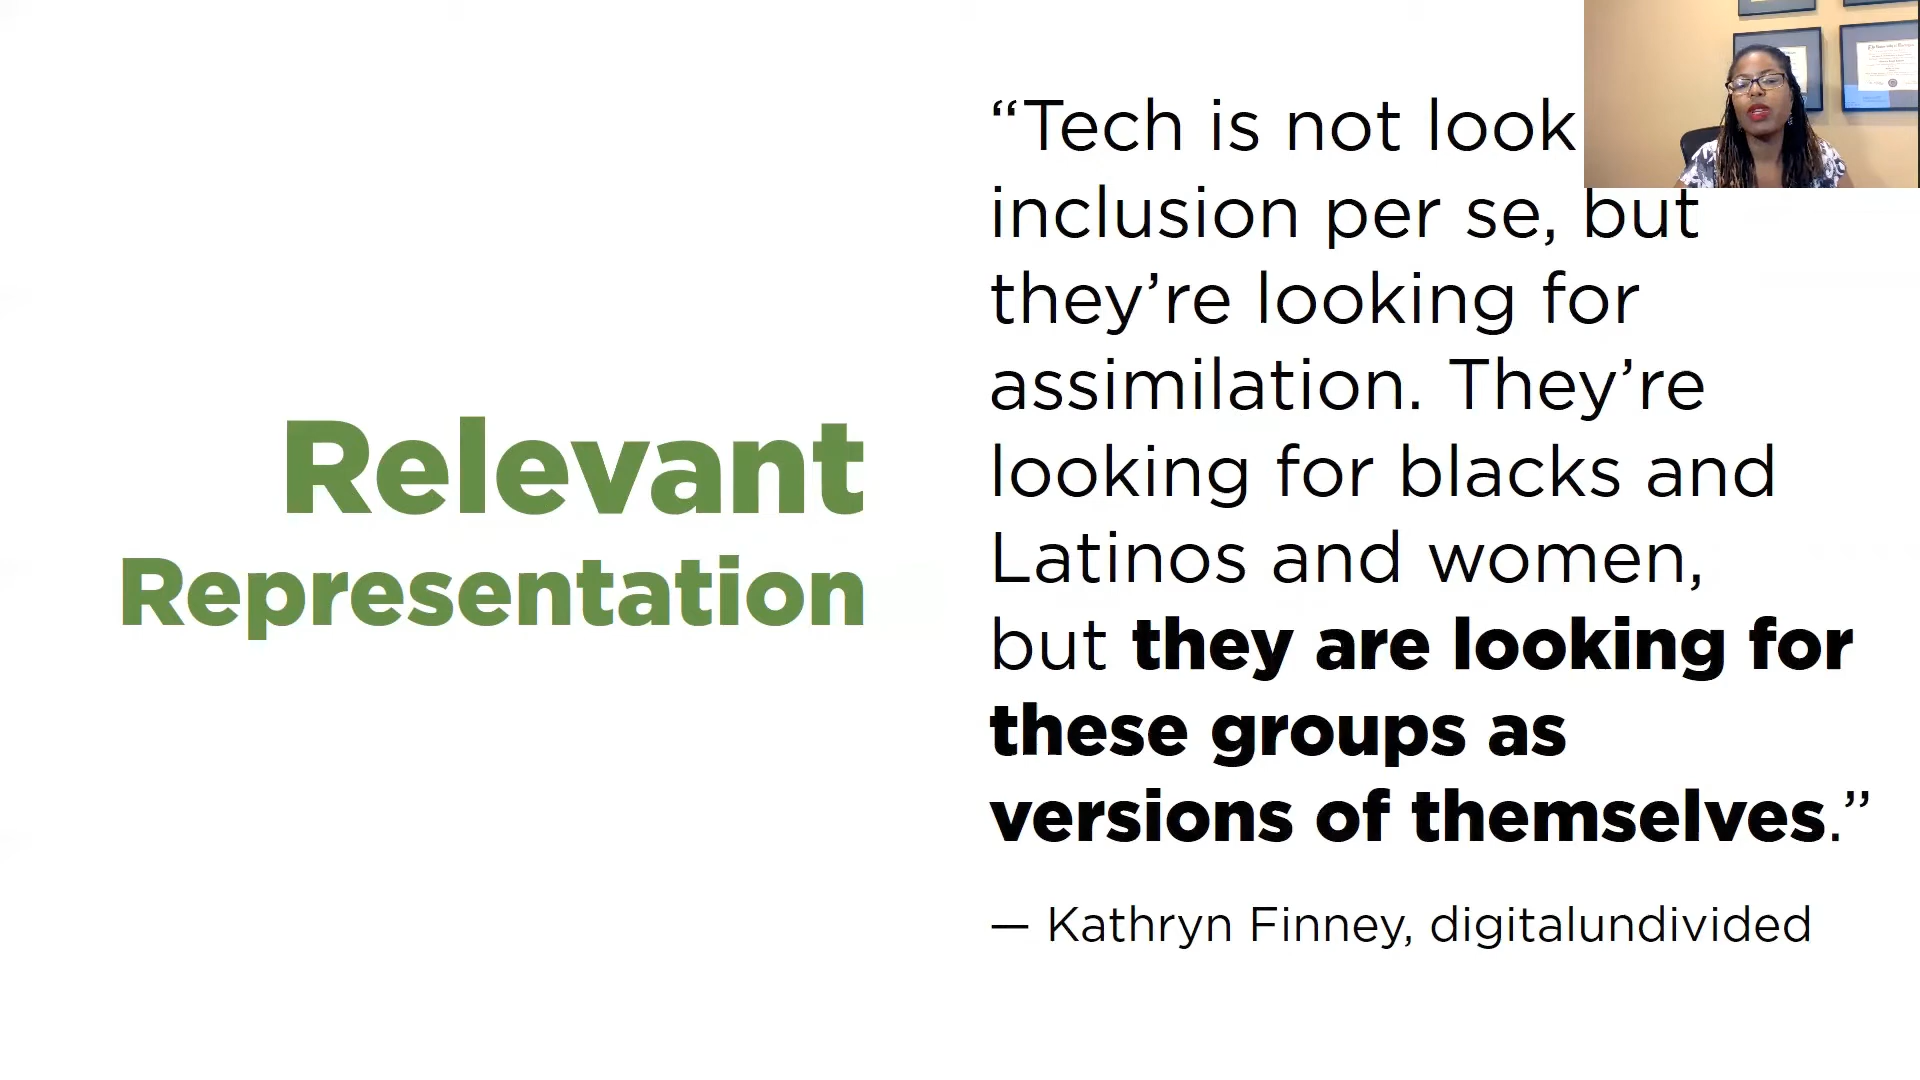 Relevant
Representation
“Tech is not look
inclusion per se, but
they’re looking for
assimilation. They’re
looking for blacks and
Latinos and women,
but they are looking for
these groups as
versions of themselves.”
— Kathryn Finney, digitalundivided